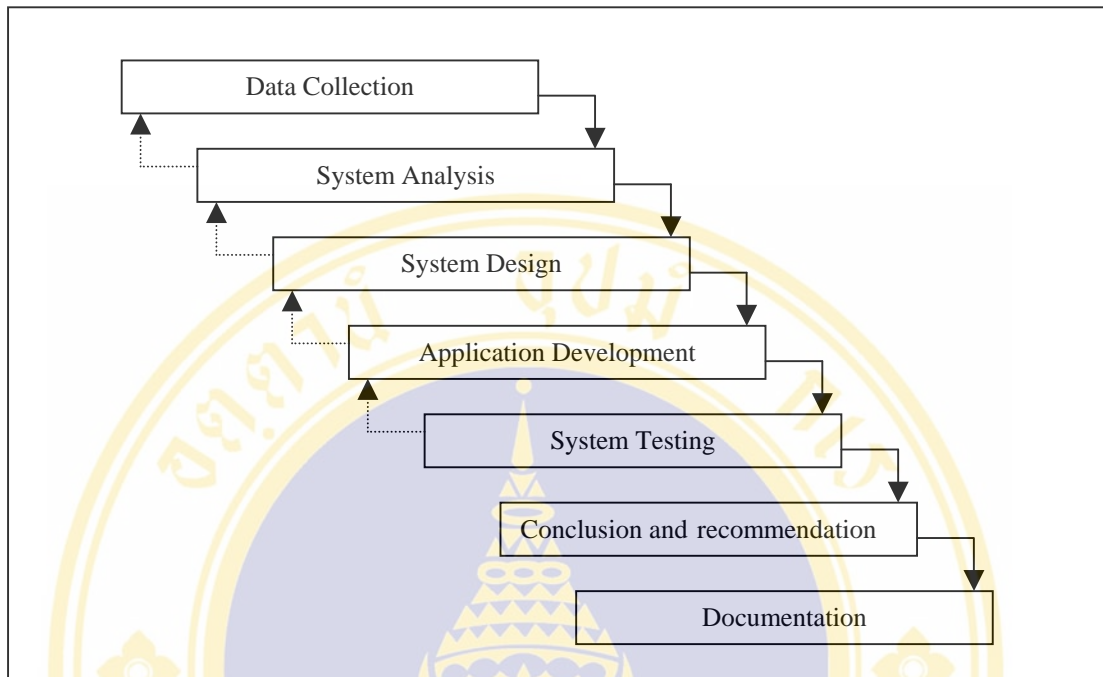 Data Collection
System Analysis
System Design
Application Development
System Testing
Conclusion and recommendation
Documentation